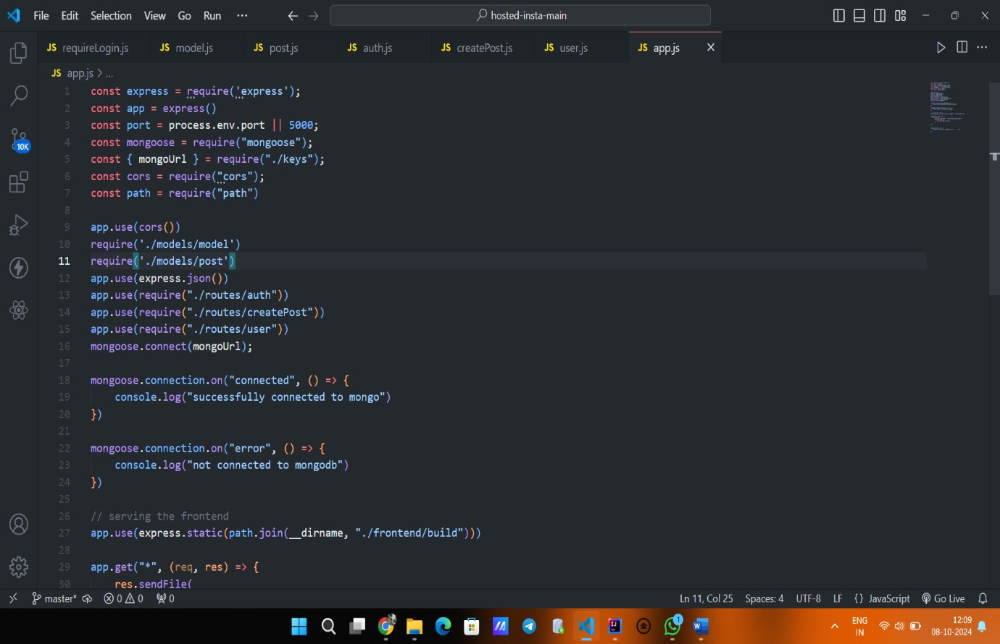 File Edit Selection View Go Run ··· hosted-insta-main
JS requireLogin.js JS model.js JS post.js JS auth.js JS createPost.js JS user.js JS app.js
JS app.js > ...
1 const express = require('express');
2 const app = express()
3 const port = process.env.port || 5000;
4 const mongoose = require("mongoose");
5 const { mongoUrl } = require("./keys");
6 const cors = require("cors");
7 const path = require("path")
8
9 app.use(cors())
10 require('./models/model')
11 require('./models/post')
12 app.use(express.json())
13 app.use(require("./routes/auth"))
14 app.use(require("./routes/createPost"))
15 app.use(require("./routes/user"))
16 mongoose.connect(mongoUrl);
17
18 mongoose.connection.on("connected", () => {
19 console.log("successfully connected to mongo")
20 })
21
22 mongoose.connection.on("error", () => {
23 console.log("not connected to mongodb")
24 })
25
26 // serving the frontend
27 app.use(express.static(path.join(__dirname, "./frontend/build")))
28
29 app.get("*", (req, res) => {
30 res.sendFile(
10K
master* 0 0 0 Ln 11, Col 25 Spaces: 4 UTF-8 LF {} JavaScript Go Live
1 W ENG 12:09
IN 08-10-2024